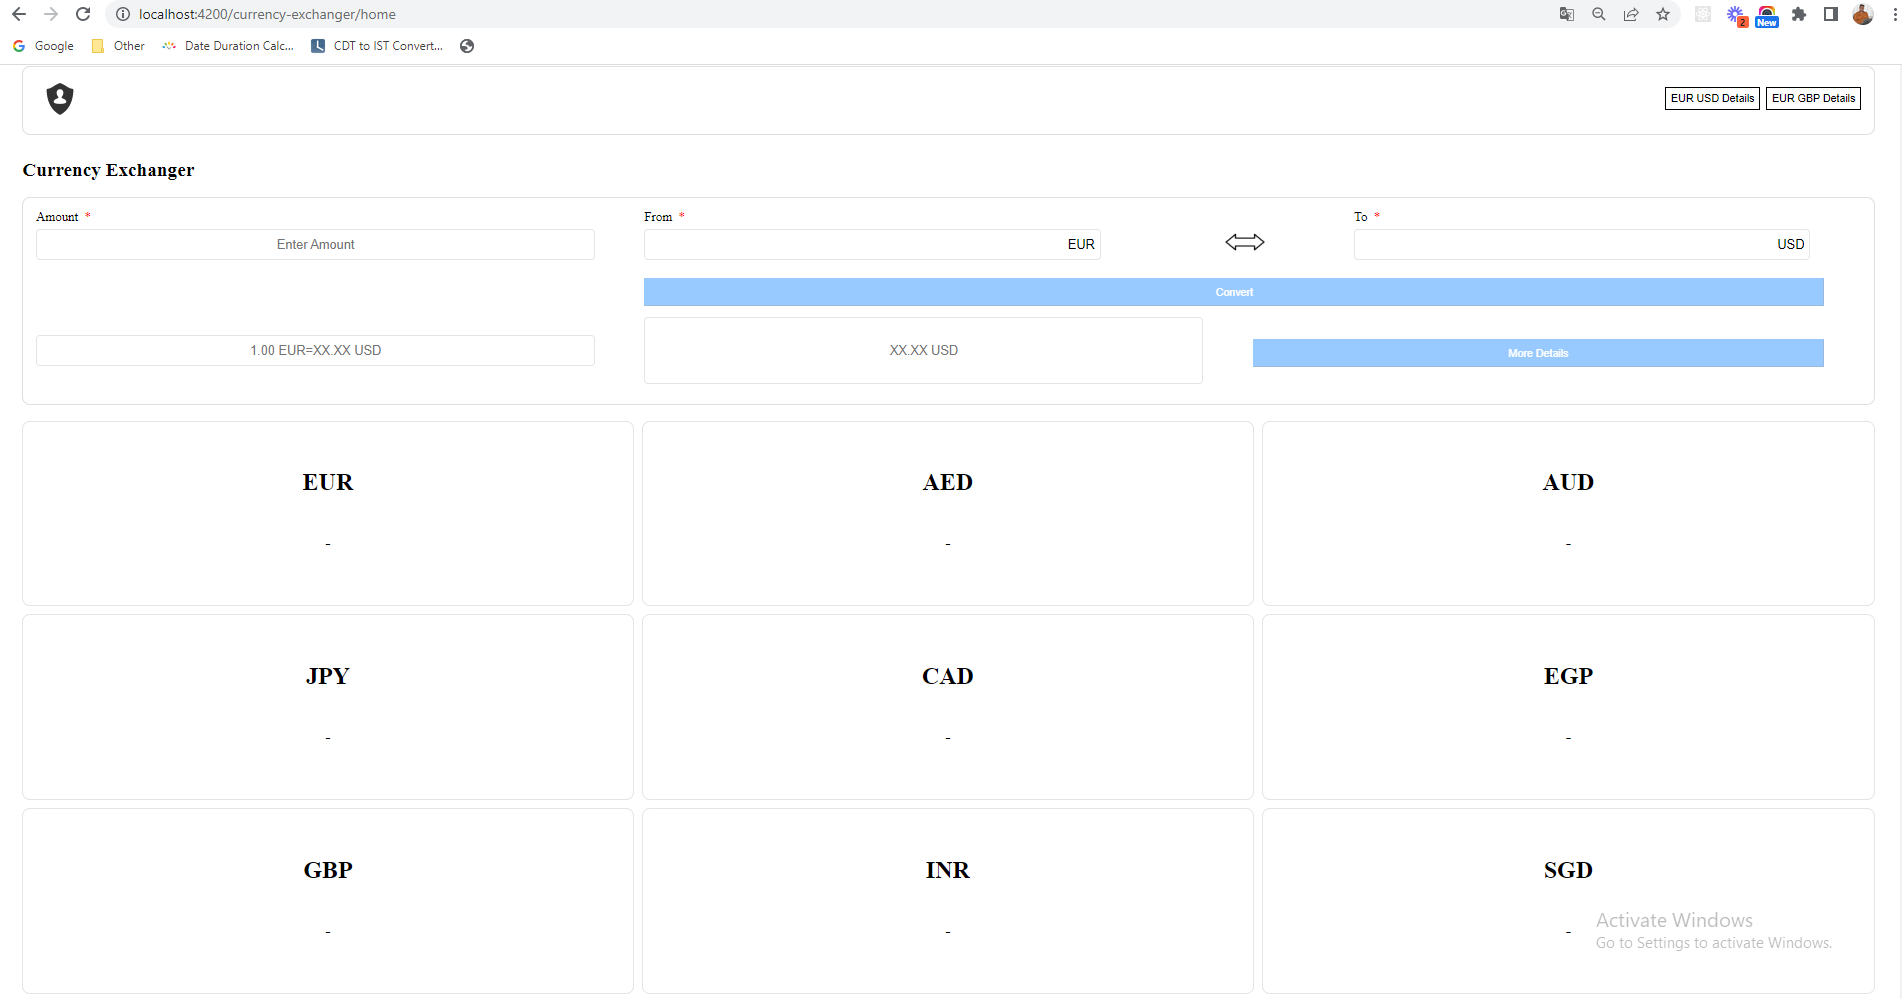 localhost:4200/currency-exchanger/home
2
New
Google
Other
Date Duration Calc...
CDT to IST Convert...
EUR USD Details
EUR GBP Details
Currency Exchanger
Amount *
From *
To *
Enter Amount
EUR
USD
Convert
1.00 EUR=XX.XX USD
XX.XX USD
More Details
EUR
AED
AUD
-
-
-
JPY
CAD
EGP
-
-
-
GBP
INR
SGD
-
-
-
Activate Windows
Go to Settings to activate Windows.